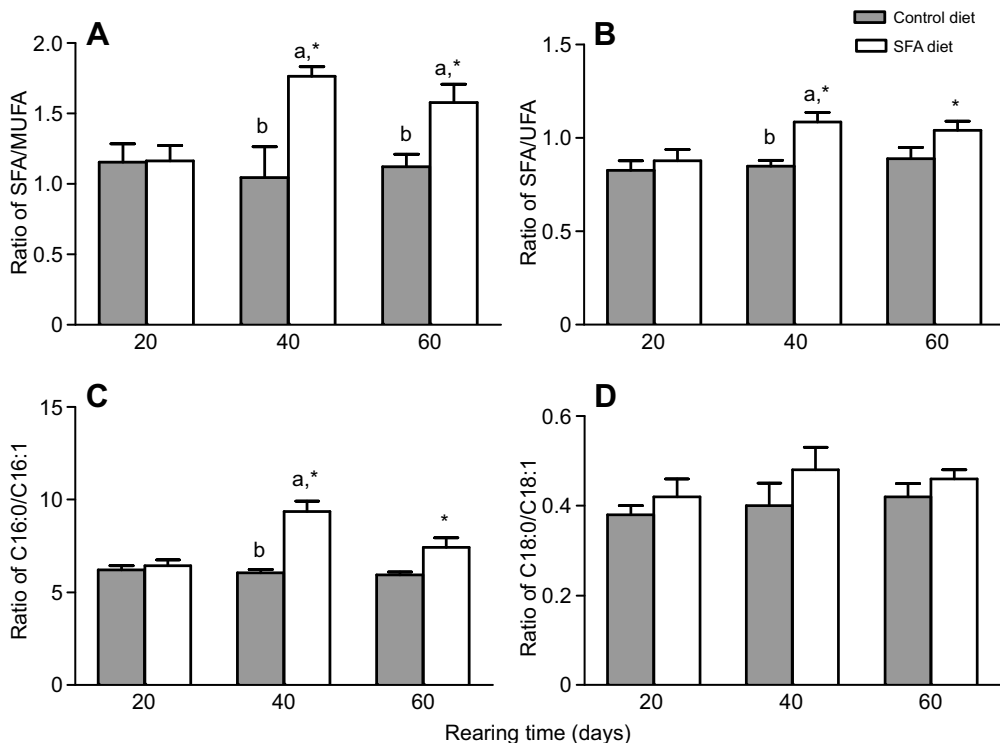 Control diet
SFA diet
A
Ratio of SFA/MUFA
2.0
1.5
1.0
0.5
0
a,*
a,*
b
b
20
40
60
B
Ratio of SFA/UFA
1.5
1.0
0.5
0
a,*
*
b
20
40
60
C
Ratio of C16:0/C16:1
15
10
5
0
a,*
*
b
20
40
60
D
Ratio of C18:0/C18:1
0.6
0.4
0.2
0
20
40
60
Rearing time (days)